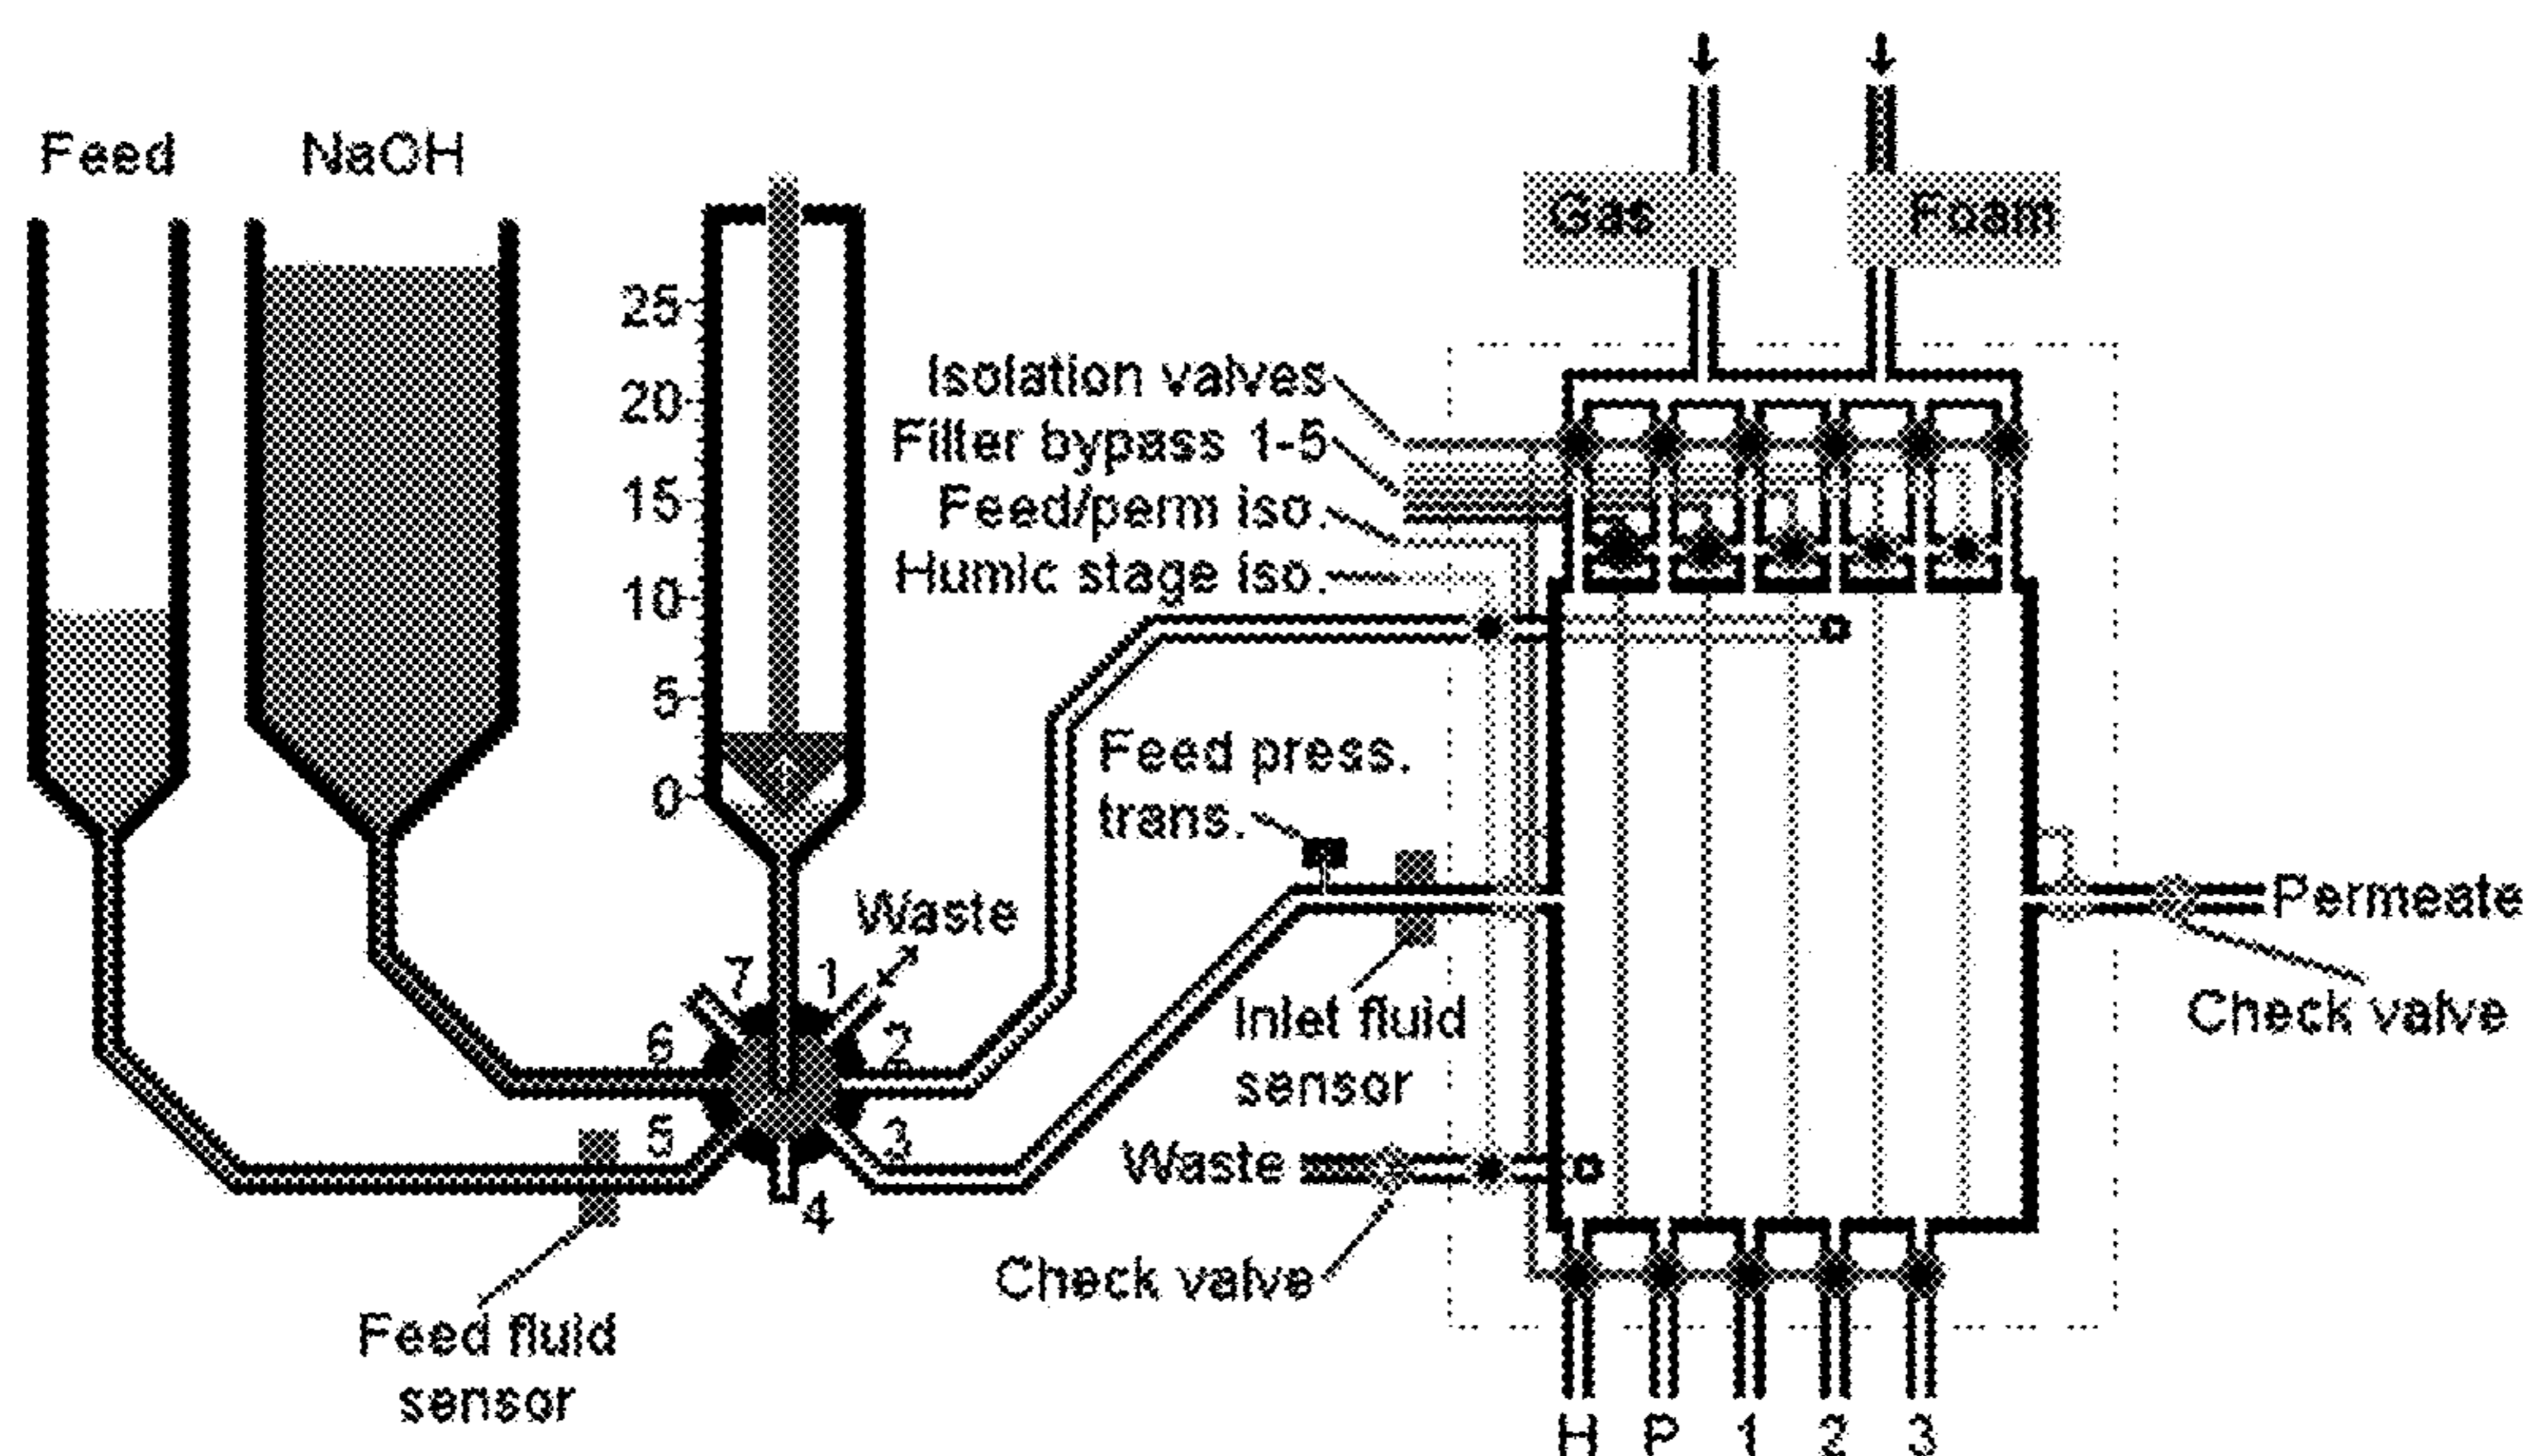 Feed
NaOH
Gas
Foam
25
20
15
10
5
0
Isolation valves
Filter bypass 1-5
Feed/perm iso.
Humic stage iso.
Feed press.
trans.
Waste
7
1
6
2
5
3
4
Inlet fluid
sensor
Permeate
Check valve
Waste
Check valve
Feed fluid
sensor
H P 1 2 3